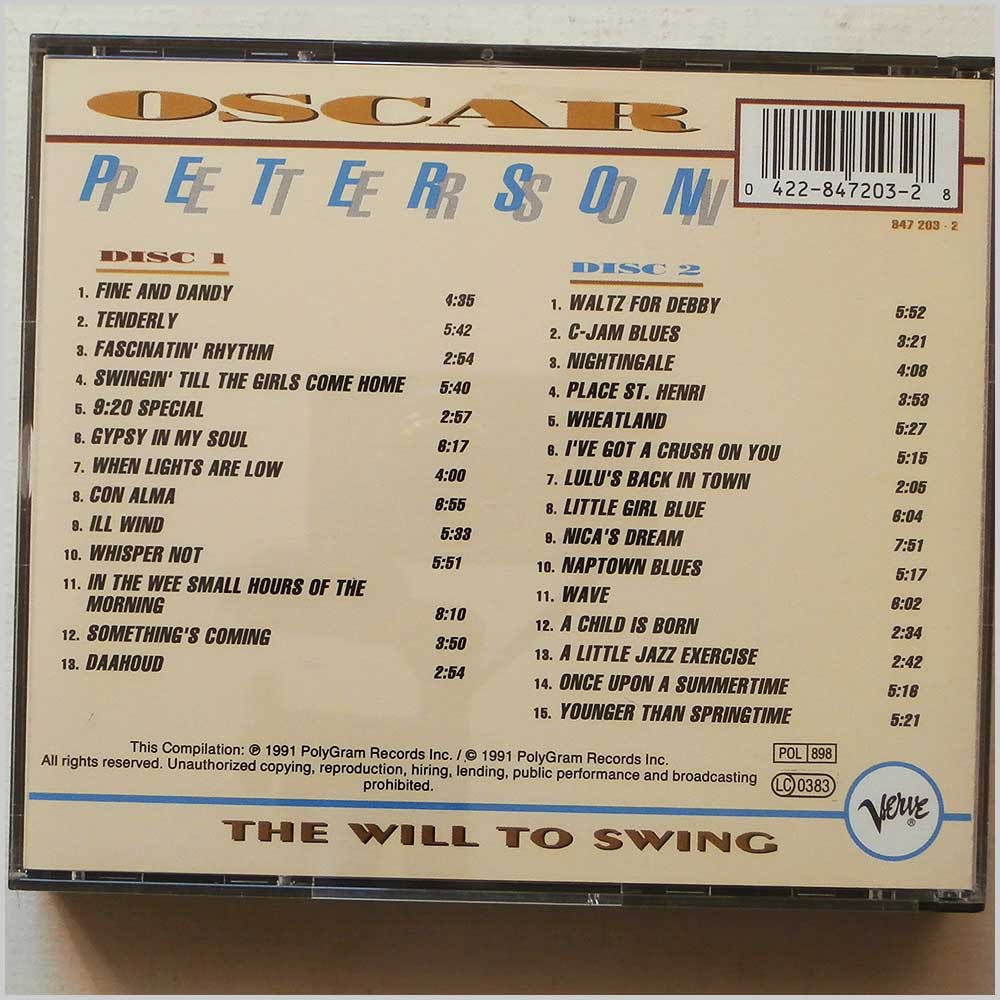 OSCAR
PETERSON
0 422-847203-2 8
847 203 - 2
DISC 1
1. FINE AND DANDY 4:35
2. TENDERLY 5:42
3. FASCINATIN' RHYTHM 2:54
4. SWINGIN' TILL THE GIRLS COME HOME 5:40
5. 9:20 SPECIAL 2:57
6. GYPSY IN MY SOUL 6:17
7. WHEN LIGHTS ARE LOW 4:00
8. CON ALMA 6:55
9. ILL WIND 5:33
10. WHISPER NOT 5:51
11. IN THE WEE SMALL HOURS OF THE
MORNING 8:10
12. SOMETHING'S COMING 3:50
13. DAAHOUD 2:54
DISC 2
1. WALTZ FOR DEBBY 5:52
2. C-JAM BLUES 3:21
3. NIGHTINGALE 4:08
4. PLACE ST. HENRI 3:53
5. WHEATLAND 5:27
6. I'VE GOT A CRUSH ON YOU 5:15
7. LULU'S BACK IN TOWN 2:05
8. LITTLE GIRL BLUE 6:04
9. NICA'S DREAM 7:51
10. NAPTOWN BLUES 5:17
11. WAVE 6:02
12. A CHILD IS BORN 2:34
13. A LITTLE JAZZ EXERCISE 2:42
14. ONCE UPON A SUMMERTIME 5:16
15. YOUNGER THAN SPRINGTIME 5:21
This Compilation: ℗ 1991 PolyGram Records Inc. / © 1991 PolyGram Records Inc.
All rights reserved. Unauthorized copying, reproduction, hiring, lending, public performance and broadcasting
prohibited.
POL 898
LC 0383
Verve®
THE WILL TO SWING